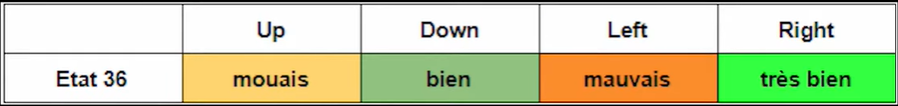 Up Down Left Right
Etat 36 mouais bien mauvais très bien